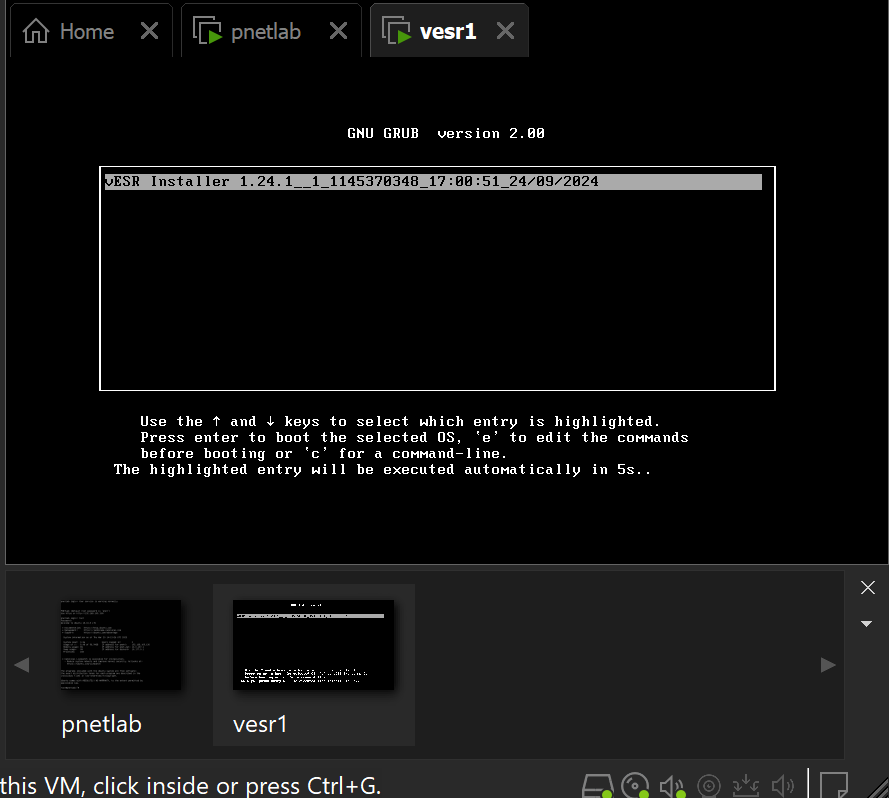 Home
pnetlab
vesr1
GNU GRUB  version 2.00
vESR Installer 1.24.1__1_1145370348_17:00:51_24/09/2024
Use the ↑ and ↓ keys to select which entry is highlighted.
Press enter to boot the selected OS, `e' to edit the commands
before booting or `c' for a command-line.
The highlighted entry will be executed automatically in 5s..
pnetlab
vesr1
this VM, click inside or press Ctrl+G.